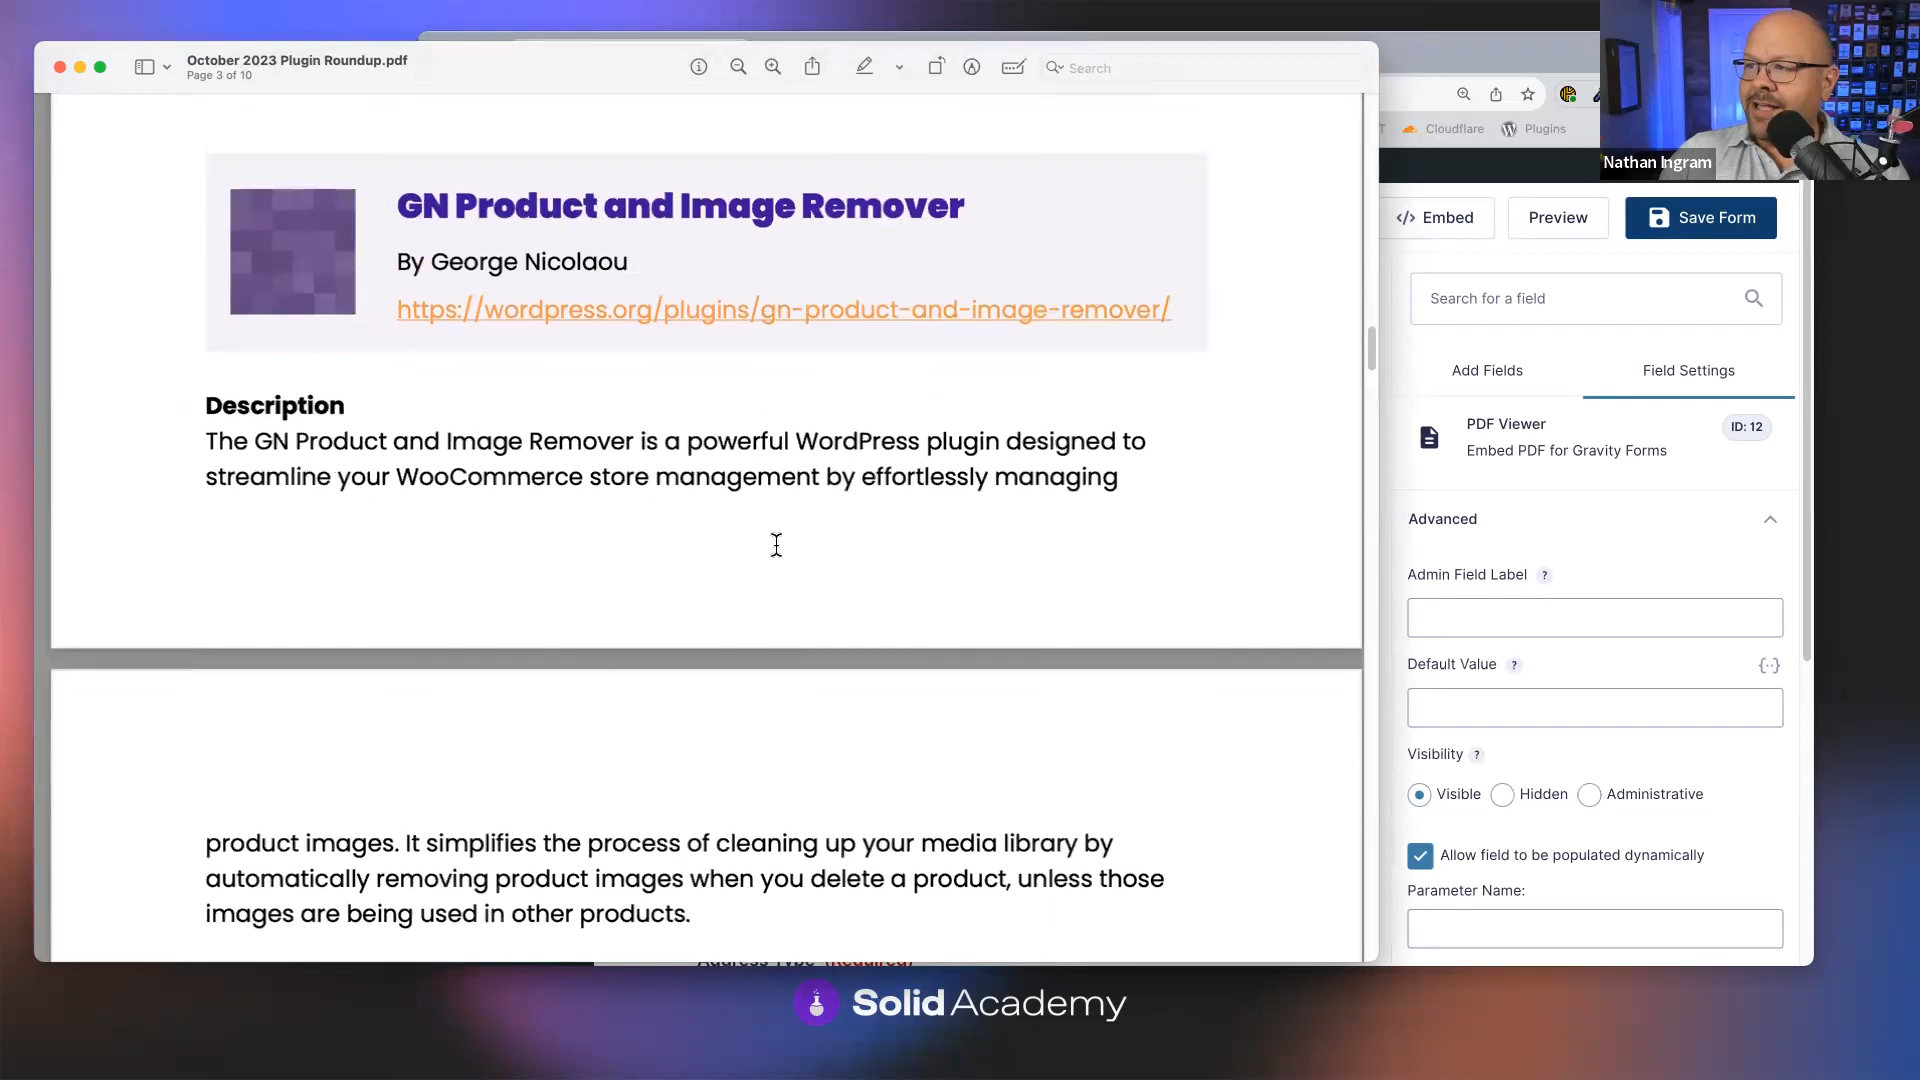 October 2023 Plugin Roundup.pdf
Page 3 of 10
Search
GN Product and Image Remover
By George Nicolaou
https://wordpress.org/plugins/gn-product-and-image-remover/
Description
The GN Product and Image Remover is a powerful WordPress plugin designed to
streamline your WooCommerce store management by effortlessly managing
product images. It simplifies the process of cleaning up your media library by
automatically removing product images when you delete a product, unless those
images are being used in other products.
Cloudflare
Plugins
Nathan Ingram
</> Embed
Preview
Save Form
Search for a field
Add Fields
Field Settings
PDF Viewer
ID: 12
Embed PDF for Gravity Forms
Advanced
Admin Field Label ?
Default Value ?
Visibility ?
Visible
Hidden
Administrative
Allow field to be populated dynamically
Parameter Name:
Address Type (Required)
Solid Academy